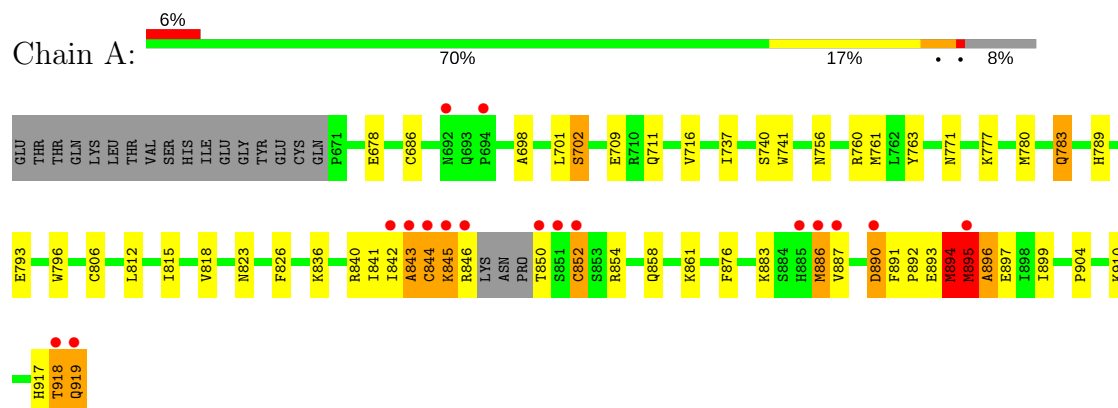 6%
Chain A:
70% 17% • • 8%
GLU THR THR GLN LYS LEU THR VAL SER HIS ILE GLU GLY TYR GLU CYS GLN P671 E678 C686 N692 Q693 P694 A698 L701 S702 E709 R710 Q711 V716 I737 S740 W741 N756 R760 M761 L762 Y763 N771 K777 M780 Q783 H789
E793 W796 C806 L812 I815 V818 N823 F826 K836 R840 I841 I842 A843 C844 K845 R846 LYS ASN PRO T850 S851 C852 S853 R854 Q858 K861 F876 K883 S884 H885 M886 V887 D890 F891 P892 E893 M894 M895 A896 E897 I898 I899 P904
H917 T918 Q919